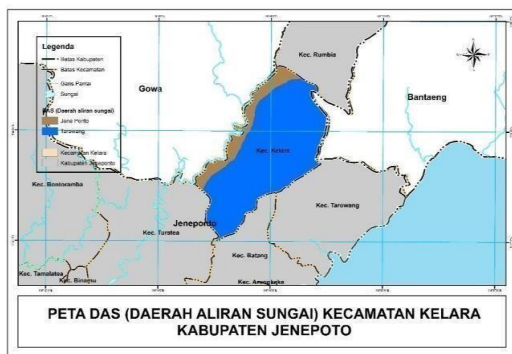 Legenda
Batas Kabupaten
Batas Kecamatan
Garis Pantai
Sungai
DAS (Daerah aliran sungai)
Jene Ponto
Tarowang
Kecamatan Kelara
Kabupaten Jeneponto
Kec. Rumbia
Gowa
Bantaeng
Kec. Kelara
Kec. Bontoramba
Kec. Tarowang
Jeneponto
Kec. Turatea
Kec. Batang
Kec. Tamalatea
Kec. Binamu
Kec. Arungkeke
PETA DAS (DAERAH ALIRAN SUNGAI) KECAMATAN KELARA
KABUPATEN JENEPOTO